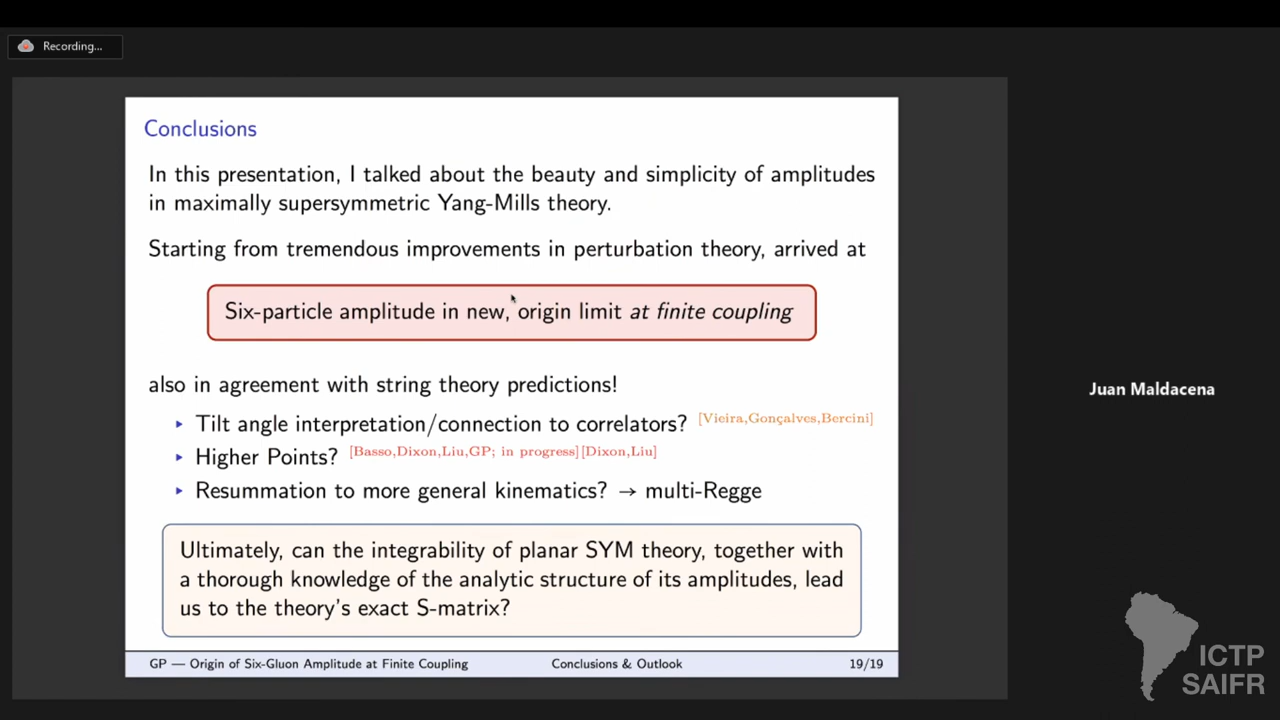 Recording...
Conclusions
In this presentation, I talked about the beauty and simplicity of amplitudes
in maximally supersymmetric Yang-Mills theory.
Starting from tremendous improvements in perturbation theory, arrived at
Six-particle amplitude in new, origin limit at finite coupling
also in agreement with string theory predictions!
▸ Tilt angle interpretation/connection to correlators? [Vieira,Gonçalves,Bercini]
▸ Higher Points? [Basso,Dixon,Liu,GP; in progress][Dixon,Liu]
▸ Resummation to more general kinematics? → multi-Regge
Ultimately, can the integrability of planar SYM theory, together with
a thorough knowledge of the analytic structure of its amplitudes, lead
us to the theory's exact S-matrix?
GP — Origin of Six-Gluon Amplitude at Finite Coupling Conclusions & Outlook 19/19
Juan Maldacena
ICTP
SAIFR